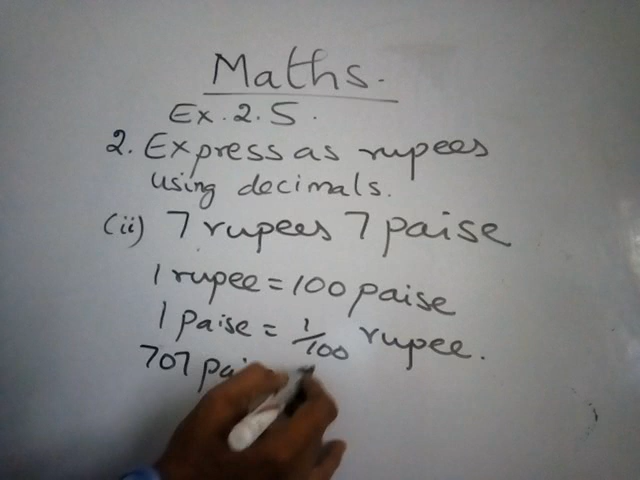 Maths.
Ex. 2.5.
2. Express as rupees
using decimals.
(ii) 7 rupees 7 paise
1 rupee = 100 paise
1 paise = 1/100 rupee.
707 pai